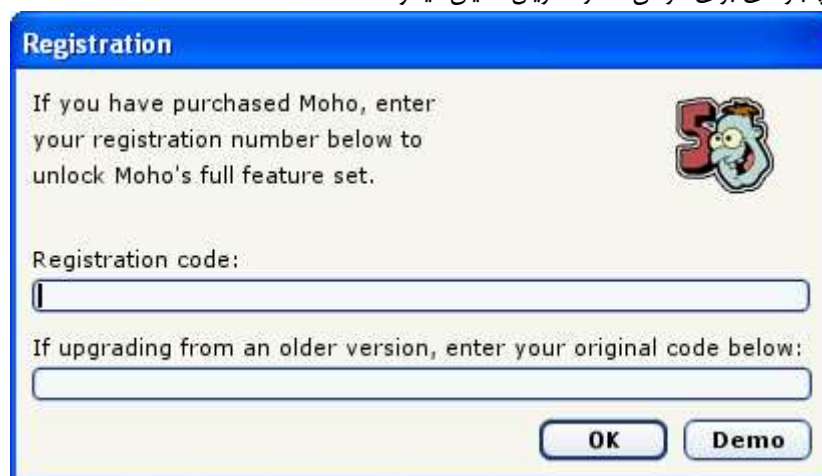 Registration
If you have purchased Moho, enter
your registration number below to
unlock Moho's full feature set.
Registration code:
If upgrading from an older version, enter your original code below:
OK
Demo